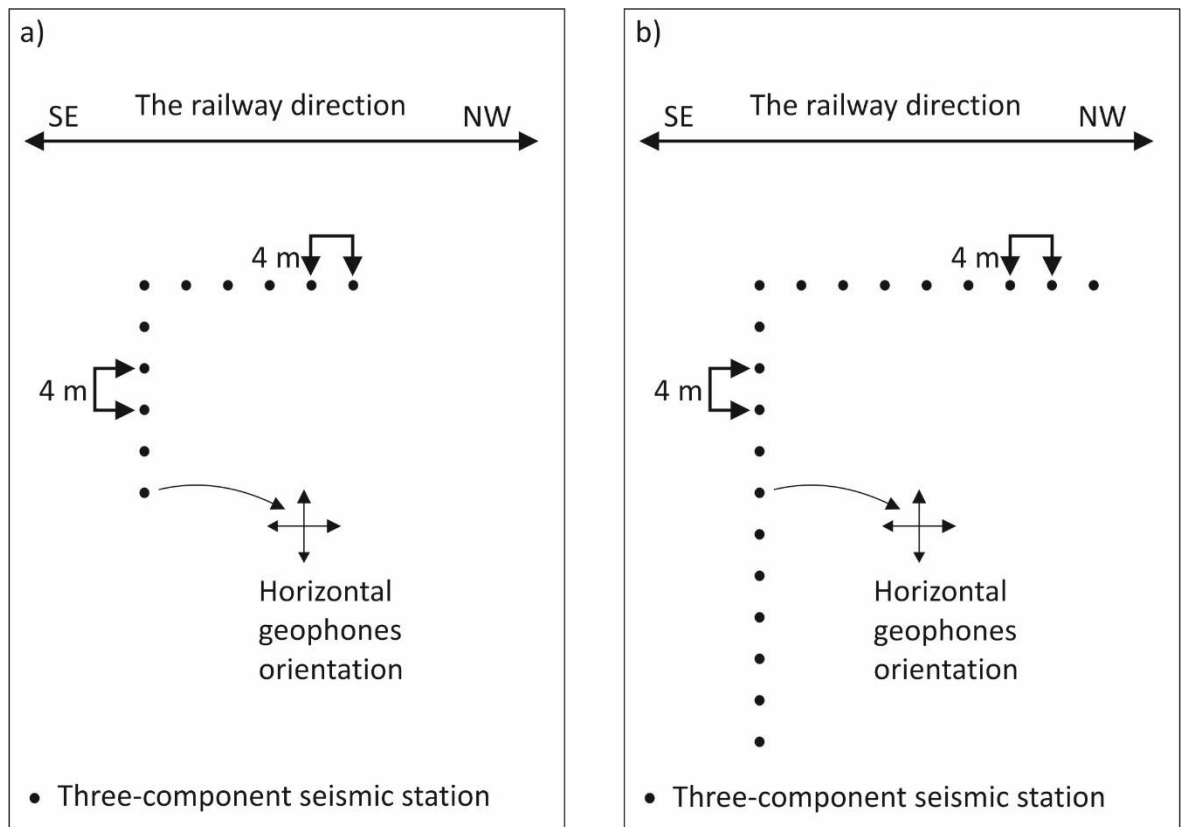 a)
The railway direction
SE
NW
4 m
4 m
Horizontal
geophones
orientation
Three-component seismic station
b)
The railway direction
SE
NW
4 m
4 m
Horizontal
geophones
orientation
Three-component seismic station